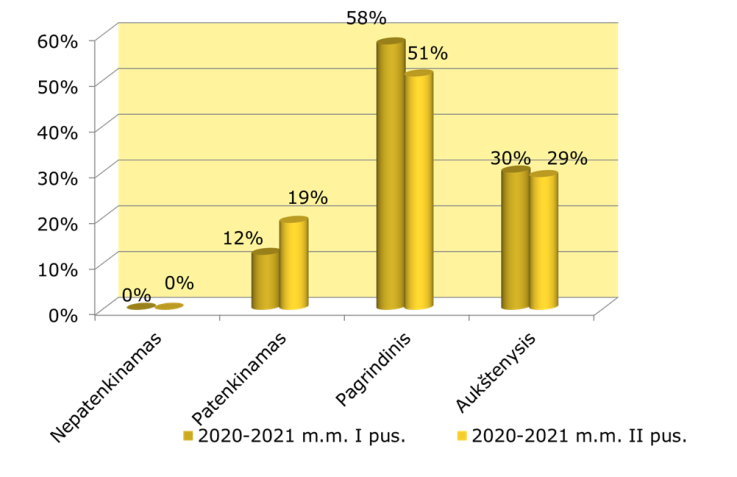 58%
60%
51%
50%
40%
30% 29%
30%
19%
20%
12%
10%
0% 0%
0%
Nepatenkinamas
Patenkinamas
Pagrindinis
Aukštenysis
2020-2021 m.m. I pus. 2020-2021 m.m. II pus.